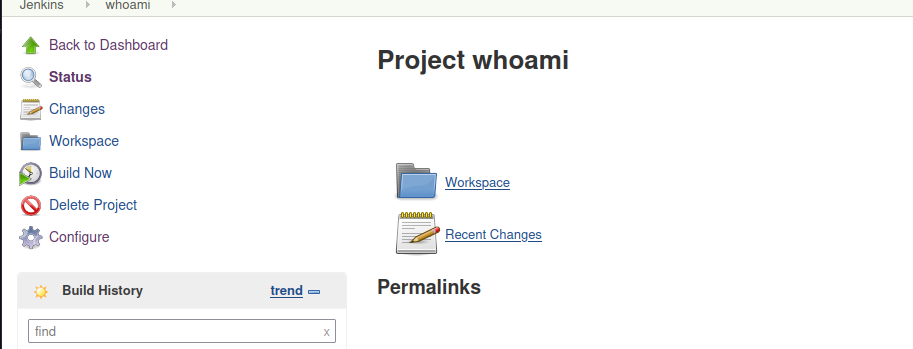 Jenkins whoami
Back to Dashboard
Status
Changes
Workspace
Build Now
Delete Project
Configure
Build History trend
find x
Project whoami
Workspace
Recent Changes
Permalinks